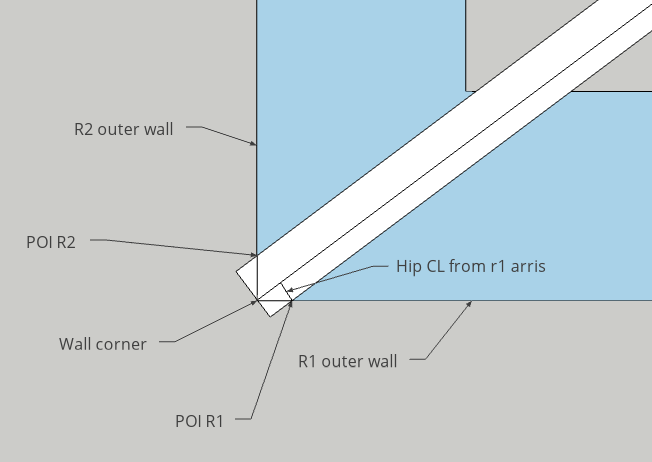 R2 outer wall
POI R2
Hip CL from r1 arris
Wall corner
R1 outer wall
POI R1